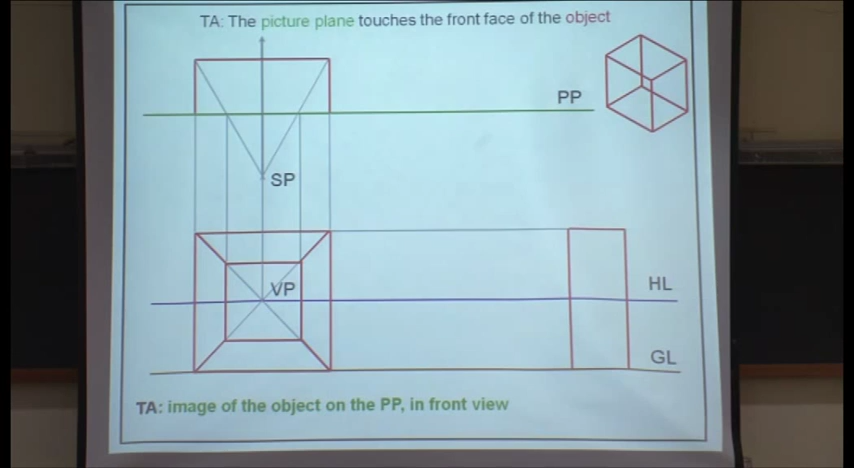 TA: The picture plane touches the front face of the object
PP
SP
VP
HL
GL
TA: image of the object on the PP, in front view